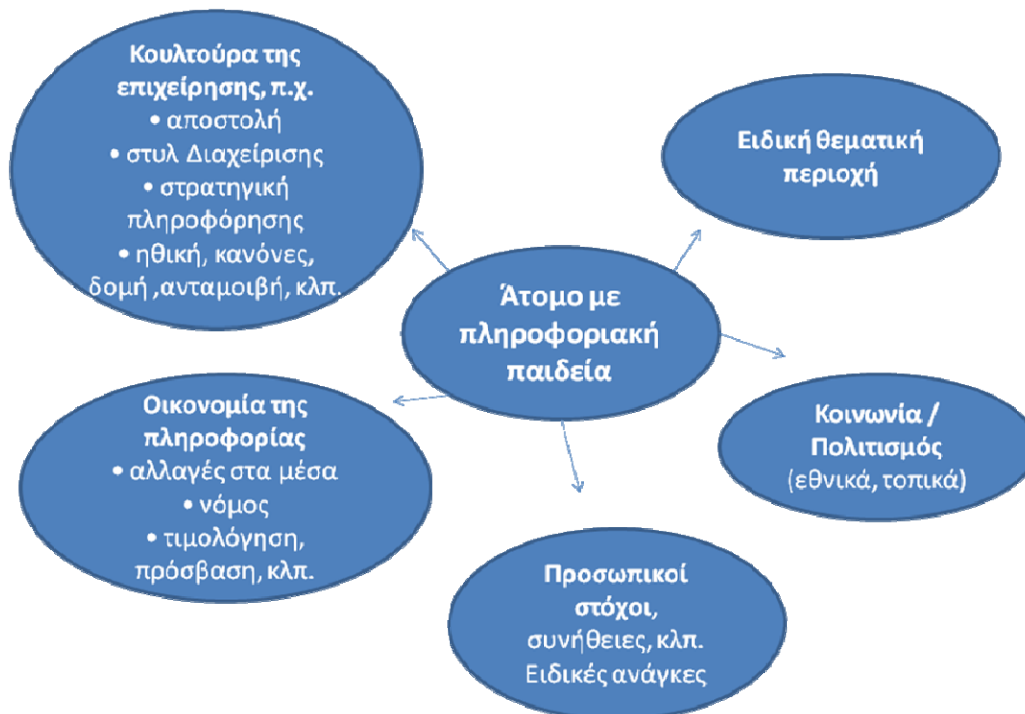 Κουλτούρα της
επιχείρησης, π.χ.
• αποστολή
• στυλ Διαχείρισης
• στρατηγική
πληροφόρησης
• ηθική, κανόνες,
δομή ,ανταμοιβή, κλπ.
Ειδική θεματική
περιοχή
Άτομο με
πληροφοριακή
παιδεία
Οικονομία της
πληροφορίας
• αλλαγές στα μέσα
• νόμος
• τιμολόγηση,
πρόσβαση, κλπ.
Κοινωνία /
Πολιτισμός
(εθνικά, τοπικά)
Προσωπικοί
στόχοι,
συνήθειες, κλπ.
Ειδικές ανάγκες